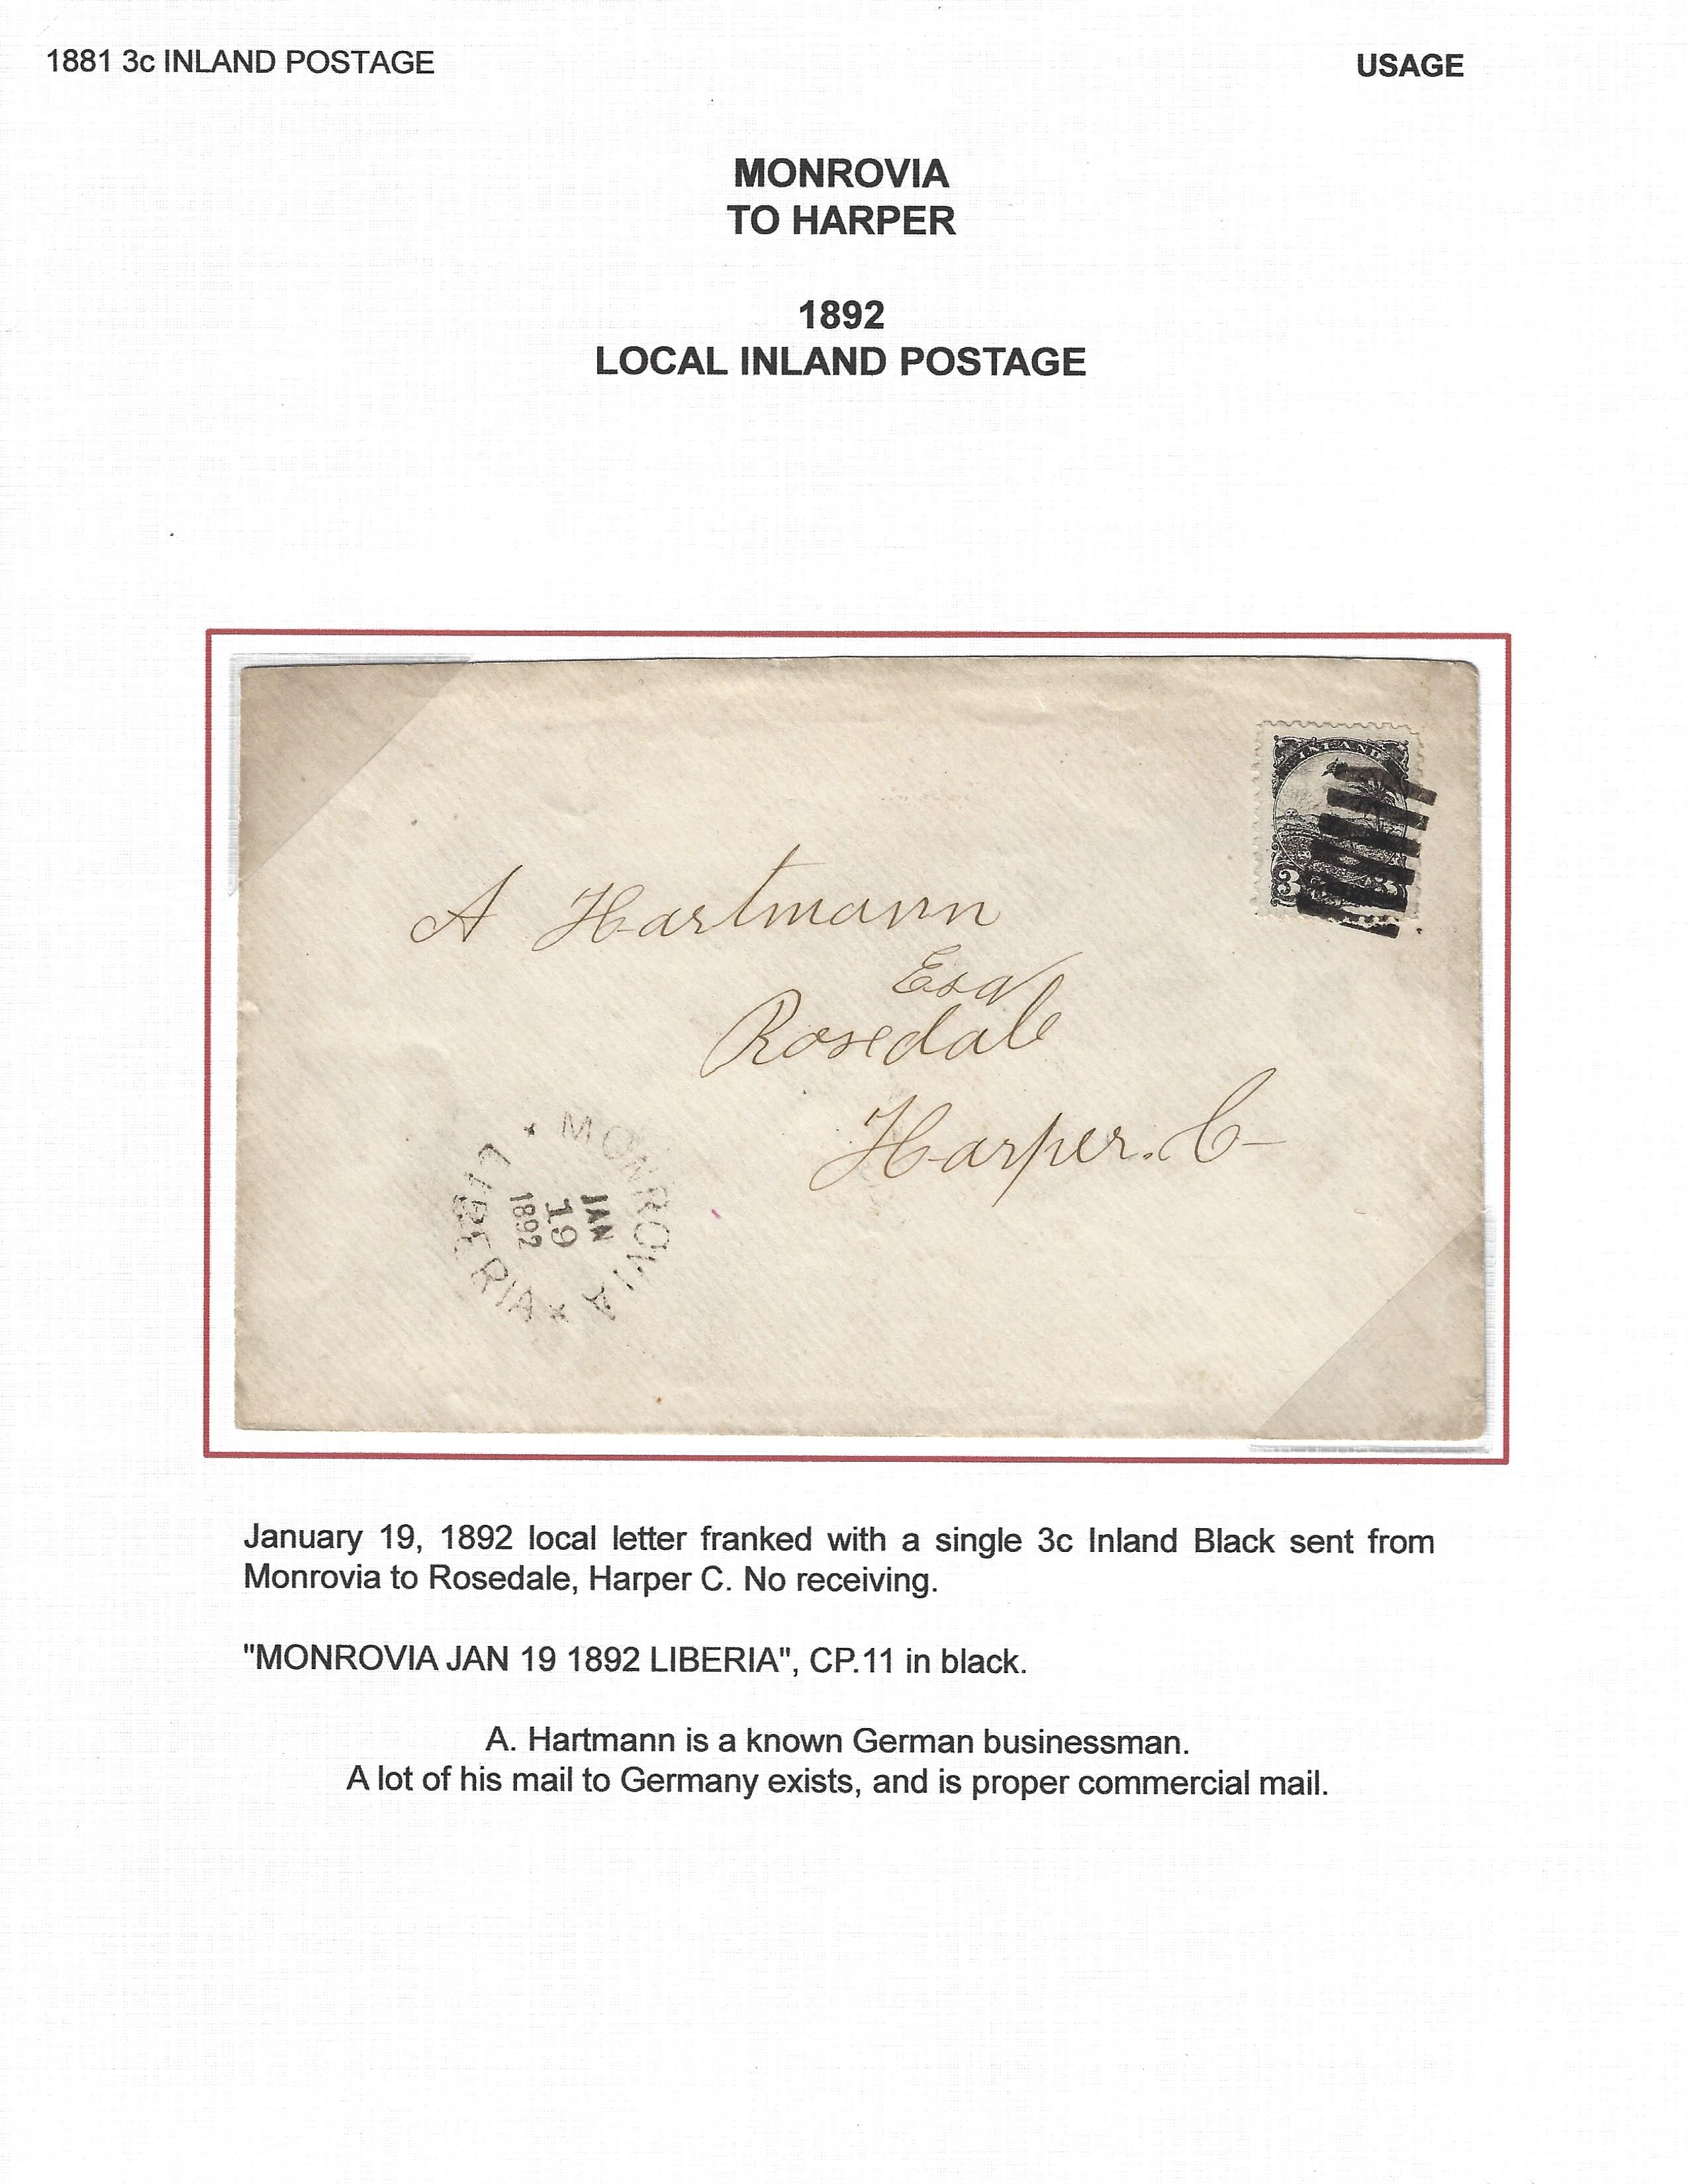 1881 3c INLAND POSTAGE
USAGE
MONROVIA
TO HARPER
1892
LOCAL INLAND POSTAGE
INLAND
3 3
A Hartmann
Esq
Rosedale
Harper. C
MONROVIA
JAN
19
1892
LIBERIA
January 19, 1892 local letter franked with a single 3c Inland Black sent from
Monrovia to Rosedale, Harper C. No receiving.
"MONROVIA JAN 19 1892 LIBERIA", CP.11 in black.
A. Hartmann is a known German businessman.
A lot of his mail to Germany exists, and is proper commercial mail.